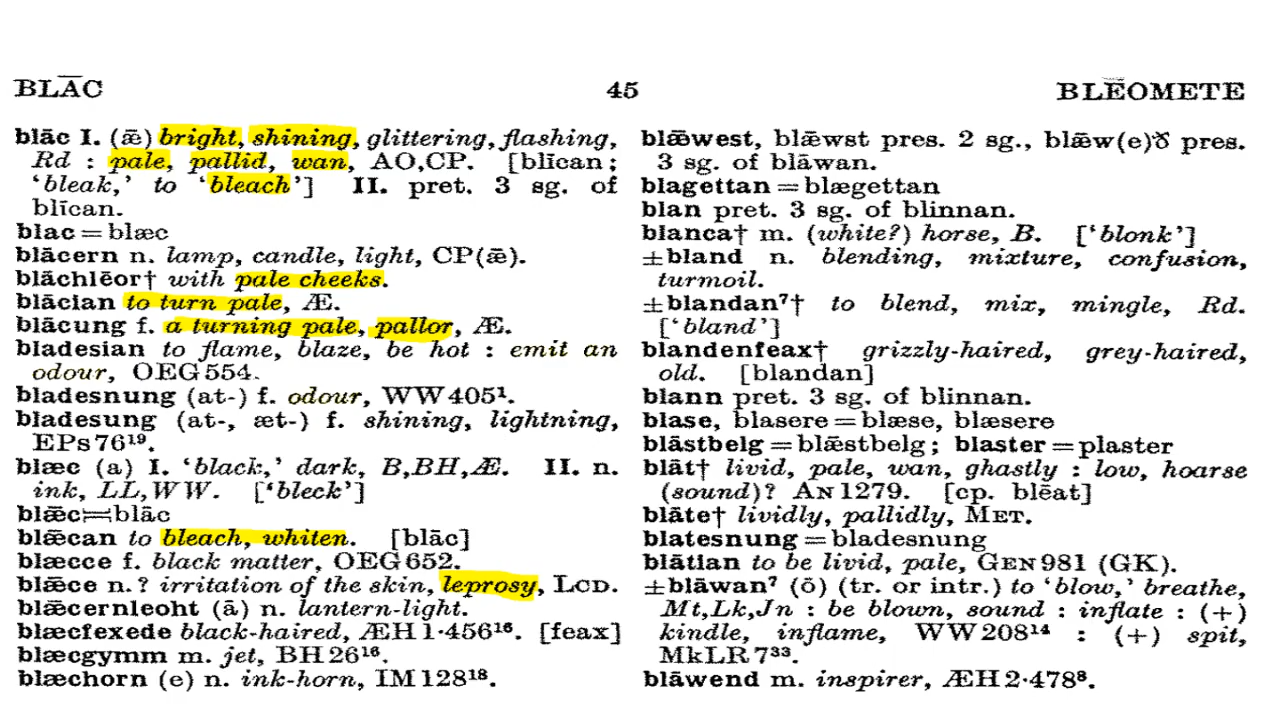 BLĀC 45 BLĒOMETE
blāc I. (ǣ) bright, shining, glittering, flashing,
Rd : pale, pallid, wan, AO,CP. [blīcan;
‘bleak,’ to ‘bleach’] II. pret. 3 sg. of
blīcan.
blac = blæc
blācern n. lamp, candle, light, CP(ǣ).
blāchlēor† with pale cheeks.
blācian to turn pale, Æ.
blācung f. a turning pale, pallor, Æ.
bladesian to flame, blaze, be hot : emit an
odour, OEG 554.
bladesnung (at-) f. odour, WW 405¹.
bladesung (at-, æt-) f. shining, lightning,
EPs 76¹⁹.
blæc (a) I. ‘black,’ dark, B,BH,Æ. II. n.
ink, LL,WW. [‘bleck’]
blǣc = blāc
blǣcan to bleach, whiten. [blāc]
blæcce f. black matter, OEG 652.
blǣce n.? irritation of the skin, leprosy, LCD.
blǣcernleoht (ā) n. lantern-light.
blæcfexede black-haired, ÆH 1·456¹⁶. [feax]
blæcgymm m. jet, BH 26¹⁶.
blæchorn (e) n. ink-horn, IM 128¹⁸.
blǣwest, blǣwst pres. 2 sg., blǣw(e)ð pres.
3 sg. of blāwan.
blagettan = blægettan
blan pret. 3 sg. of blinnan.
blanca† m. (white?) horse, B. [‘blonk’]
±bland n. blending, mixture, confusion,
turmoil.
±blandan⁷† to blend, mix, mingle, Rd.
[‘bland’]
blandenfeax† grizzly-haired, grey-haired,
old. [blandan]
blann pret. 3 sg. of blinnan.
blase, blasere = blæse, blæsere
blāstbelg = blǣstbelg; blaster = plaster
blāt† livid, pale, wan, ghastly : low, hoarse
(sound)? AN 1279. [cp. blēat]
blāte† lividly, pallidly, MET.
blatesnung = bladesnung
blātian to be livid, pale, GEN 981 (GK).
±blāwan⁷ (ō) (tr. or intr.) to ‘blow,’ breathe,
Mt,Lk,Jn : be blown, sound : inflate : (+)
kindle, inflame, WW 208¹⁴ : (+) spit,
MkLR 7³³.
blāwend m. inspirer, ÆH 2·478⁸.